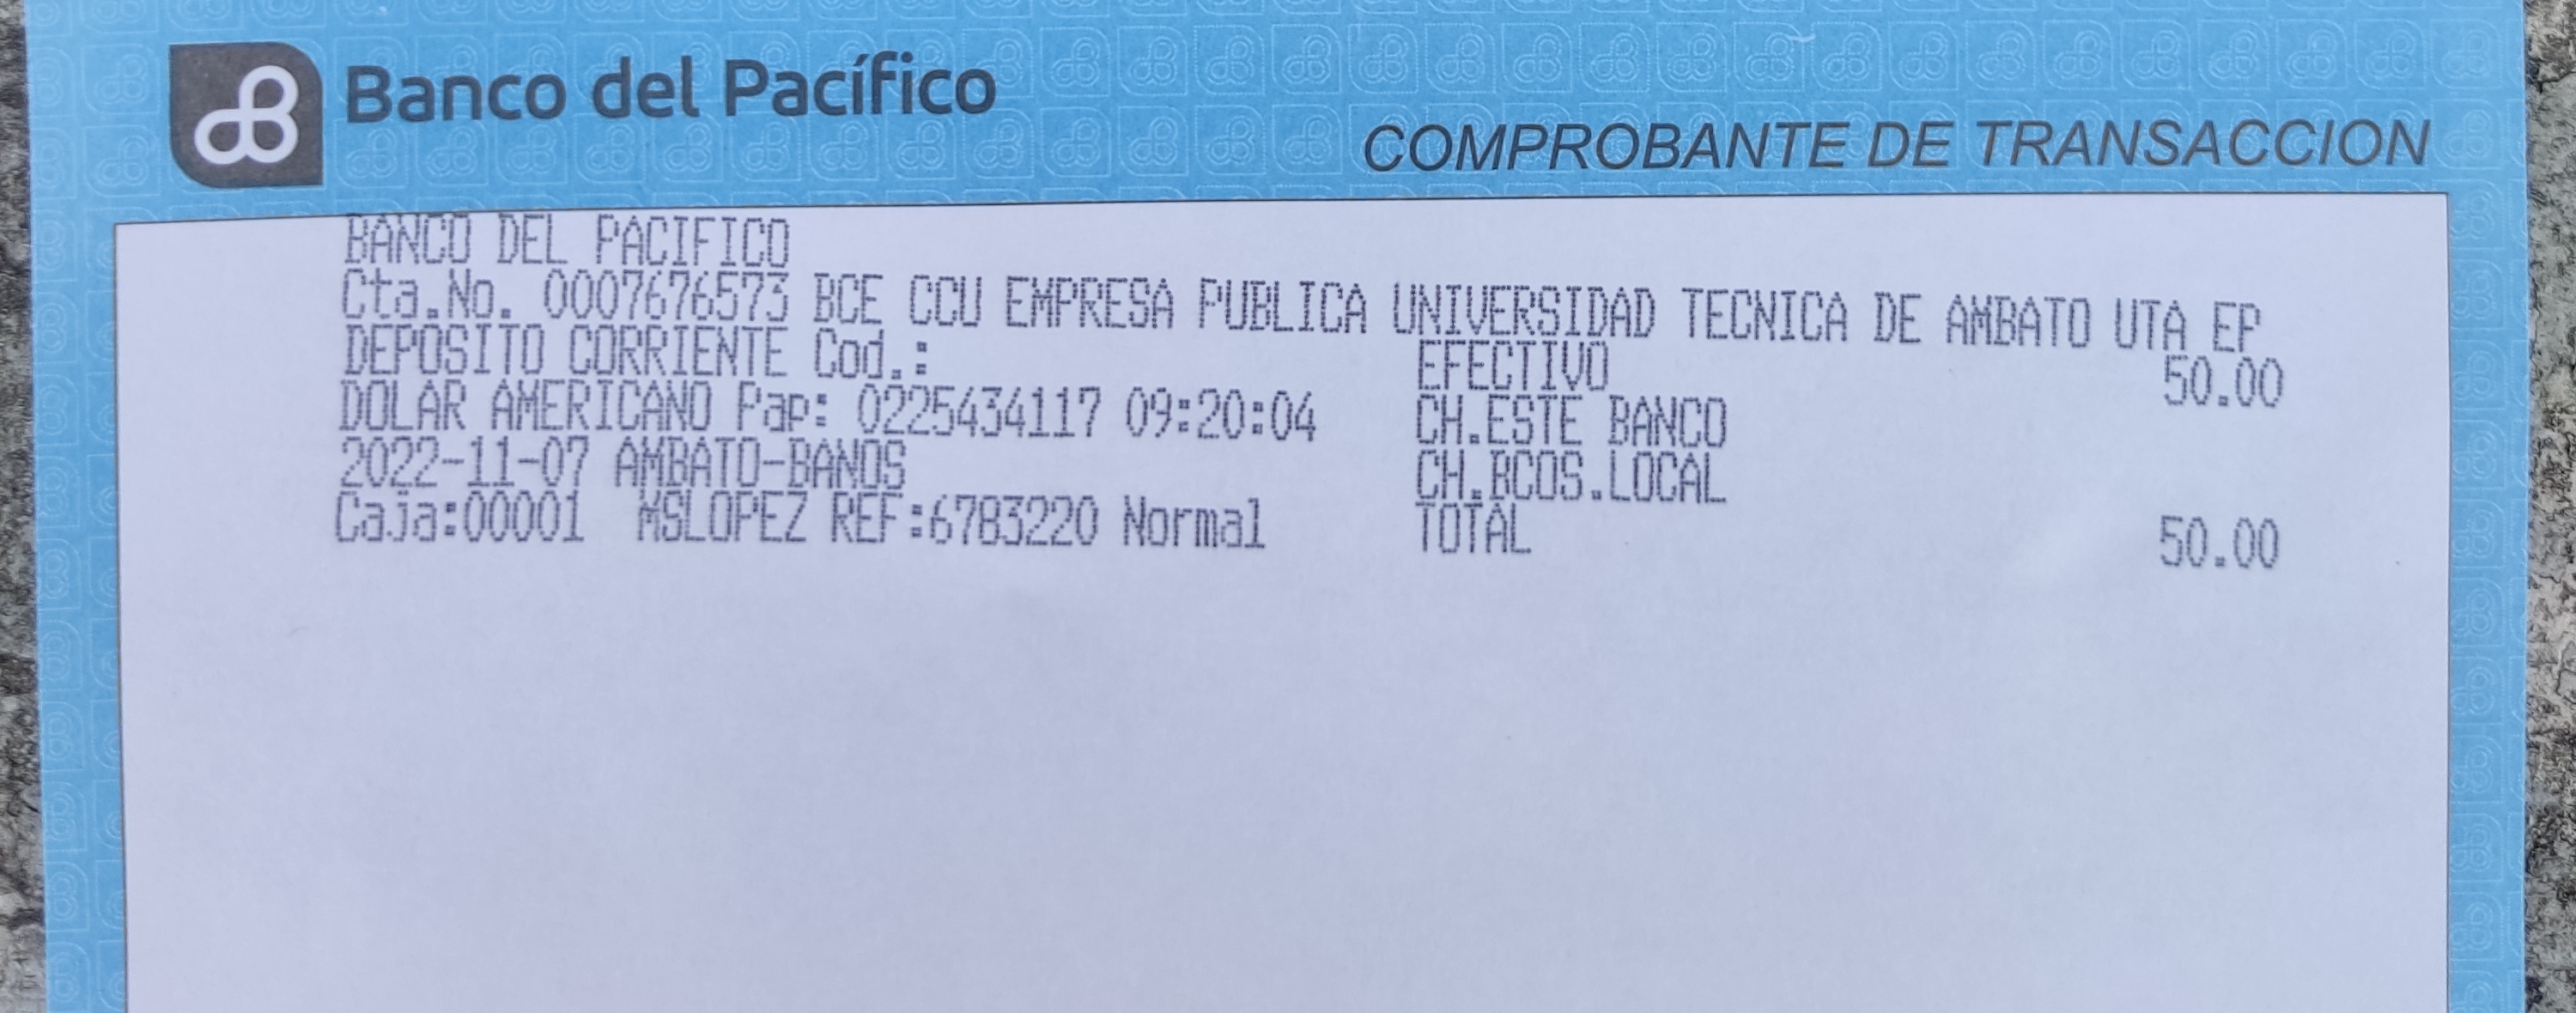 Banco del Pacífico
COMPROBANTE DE TRANSACCION
BANCO DEL PACIFICO
Cta.No. 0007676573 BCE CCU EMPRESA PUBLICA UNIVERSIDAD TECNICA DE AMBATO UTA EP
DEPOSITO CORRIENTE Cod.: EFECTIVO 50.00
DOLAR AMERICANO Pap: 0225434117 09:20:04 CH.ESTE BANCO
2022-11-07 AMBATO-BANOS CH.BCOS.LOCAL
Caja:00001 MSLOPEZ REF:6783220 Normal TOTAL 50.00